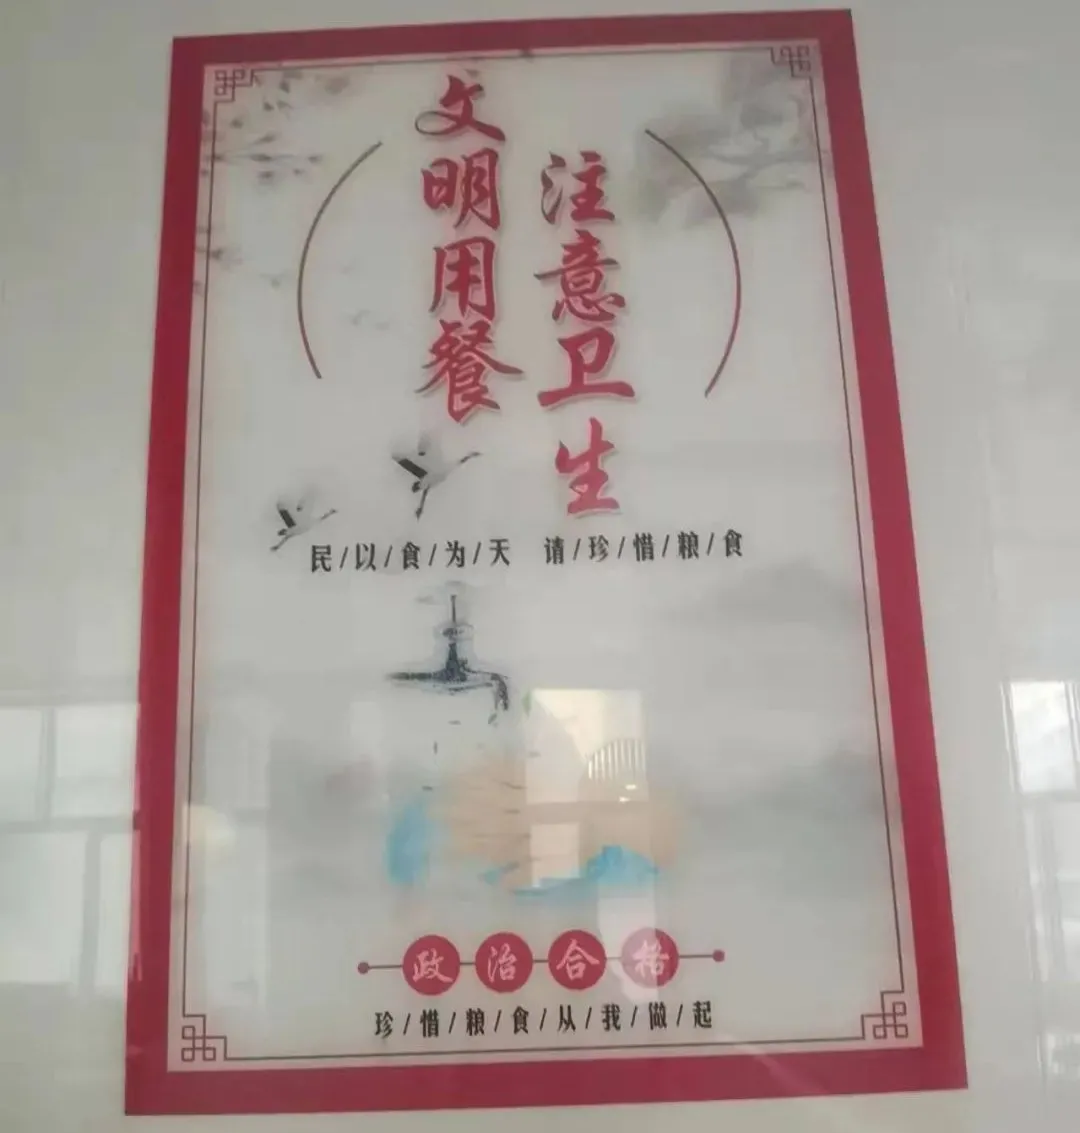 文明用餐
注意卫生
民/以/食/为/天 请/珍/惜/粮/食
政治合格
珍/惜/粮/食/从/我/做/起